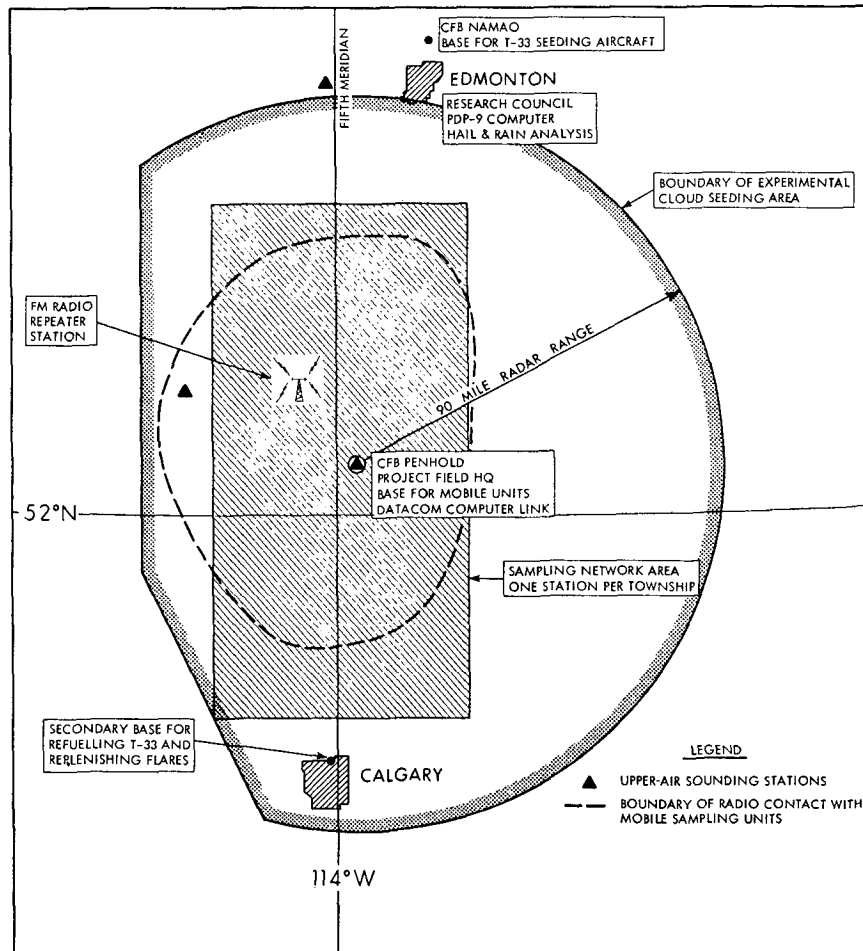 CFB NAMAO
BASE FOR T-33 SEEDING AIRCRAFT
FIFTH MERIDIAN
EDMONTON
RESEARCH COUNCIL
PDP-9 COMPUTER
HAIL & RAIN ANALYSIS
BOUNDARY OF EXPERIMENTAL
CLOUD SEEDING AREA
FM RADIO
REPEATER
STATION
90 MILE RADAR RANGE
CFB PENHOLD
PROJECT FIELD HQ
BASE FOR MOBILE UNITS
DATACOM COMPUTER LINK
52°N
SAMPLING NETWORK AREA
ONE STATION PER TOWNSHIP
SECONDARY BASE FOR
REFUELLING T-33 AND
REPLENISHING FLARES
CALGARY
LEGEND
UPPER-AIR SOUNDING STATIONS
BOUNDARY OF RADIO CONTACT WITH
MOBILE SAMPLING UNITS
114°W